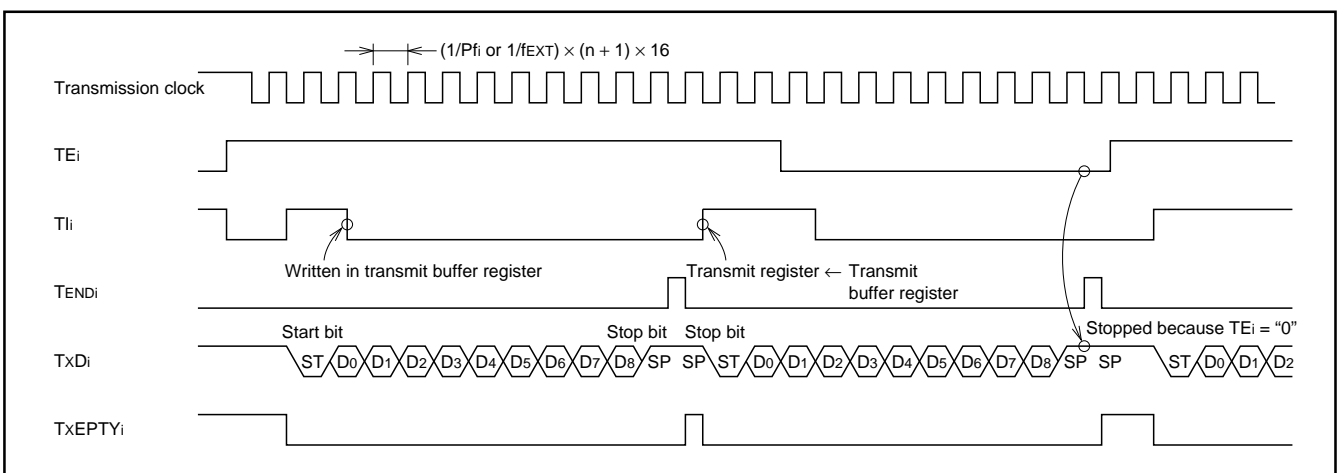 (1/Pfi or 1/fEXT) × (n + 1) × 16
Transmission clock
TEi
TIi
Written in transmit buffer register
Transmit register ← Transmit
buffer register
TENDi
Start bit
Stop bit
Stop bit
Stopped because TEi = “0”
TXDi
ST D0 D1 D2 D3 D4 D5 D6 D7 D8 SP SP ST D0 D1 D2 D3 D4 D5 D6 D7 D8 SP SP ST D0 D1 D2
TXEPTYi